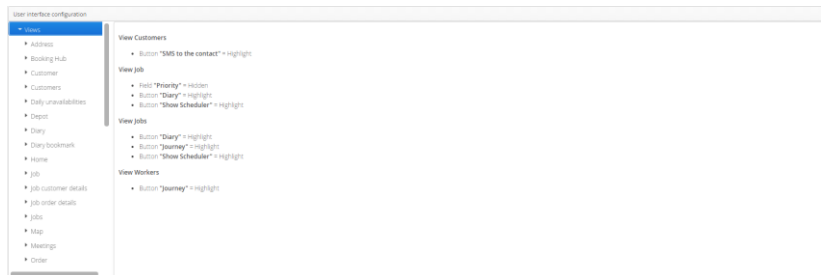 User interface configuration
Views
Address
Booking Hub
Customer
Customers
Daily unavailabilities
Depot
Diary
Diary bookmark
Home
Job
Job customer details
Job order details
Jobs
Map
Meetings
Order
View Customers
Button "SMS to the contact" = Highlight
View Job
Field "Priority" = Hidden
Button "Diary" = Highlight
Button "Show Scheduler" = Highlight
View Jobs
Button "Diary" = Highlight
Button "Journey" = Highlight
Button "Show Scheduler" = Highlight
View Workers
Button "Journey" = Highlight